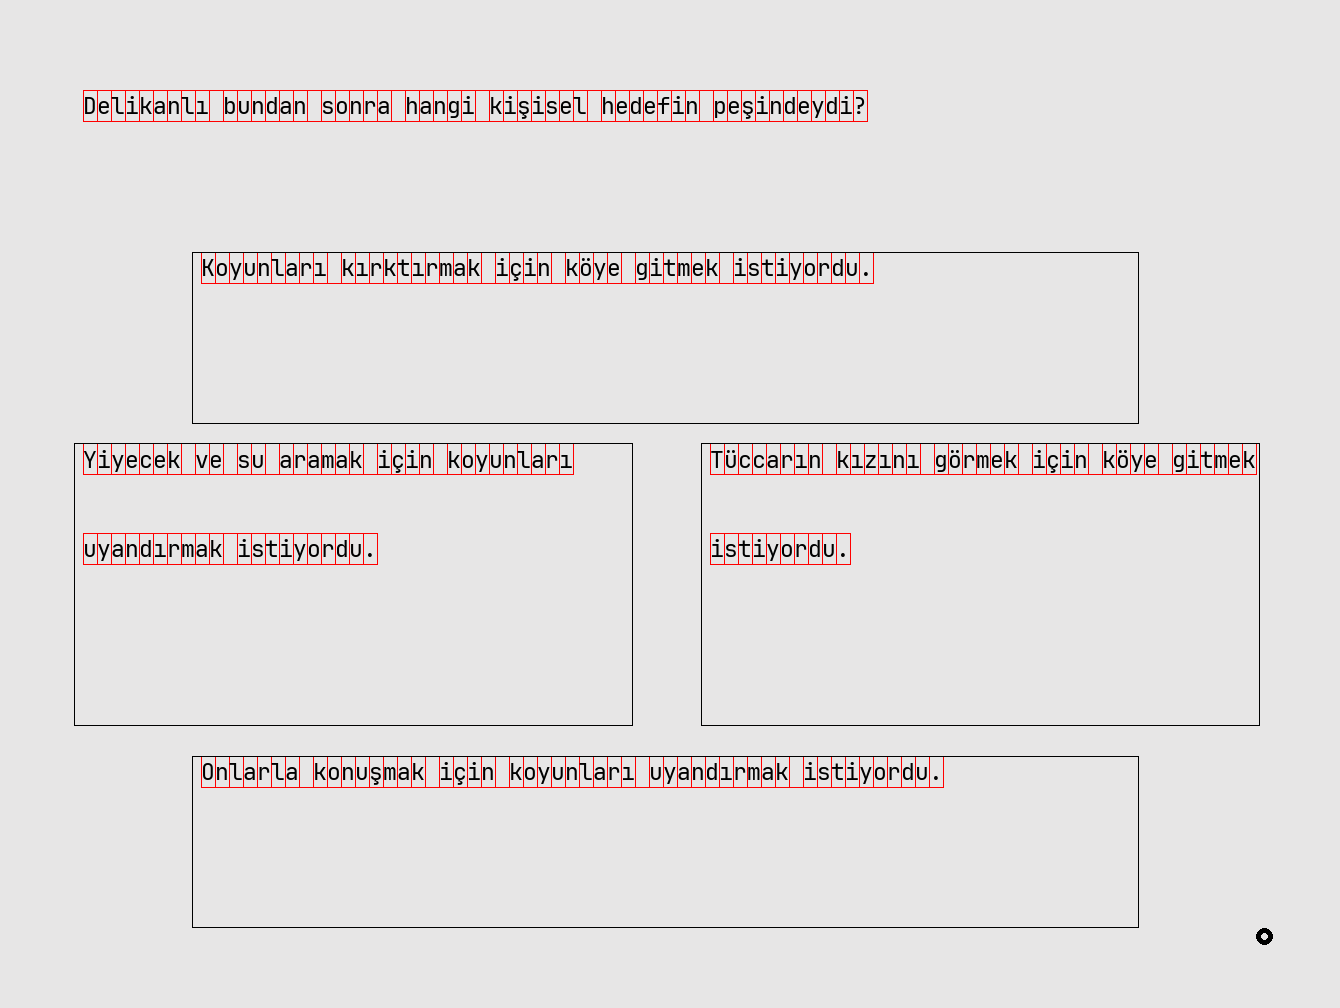 Delikanlı bundan sonra hangi kişisel hedefin peşindeydi?
Koyunları kırktırmak için köye gitmek istiyordu.
Yiyecek ve su aramak için koyunları
uyandırmak istiyordu.
Tüccarın kızını görmek için köye gitmek
istiyordu.
Onlarla konuşmak için koyunları uyandırmak istiyordu.